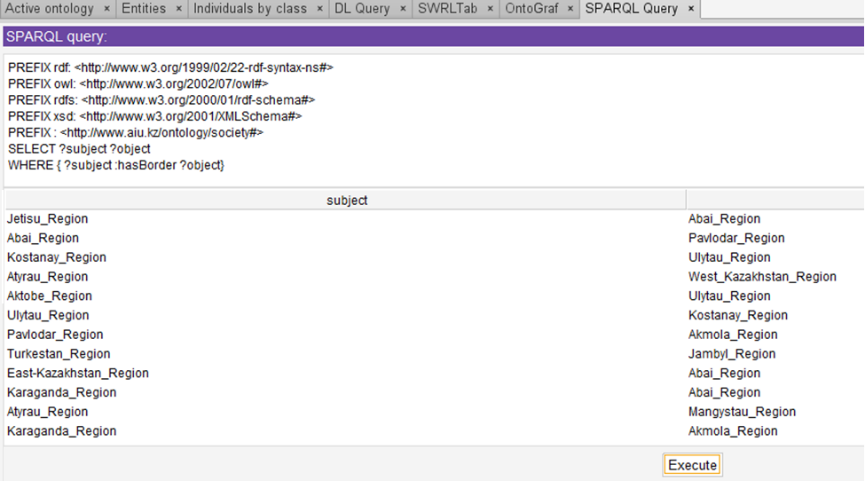 Active ontology × Entities × Individuals by class × DL Query × SWRLTab × OntoGraf × SPARQL Query ×
SPARQL query:
PREFIX rdf: <http://www.w3.org/1999/02/22-rdf-syntax-ns#>
PREFIX owl: <http://www.w3.org/2002/07/owl#>
PREFIX rdfs: <http://www.w3.org/2000/01/rdf-schema#>
PREFIX xsd: <http://www.w3.org/2001/XMLSchema#>
PREFIX : <http://www.aiu.kz/ontology/society#>
SELECT ?subject ?object
WHERE { ?subject :hasBorder ?object}
subject
Jetisu_Region Abai_Region
Abai_Region Pavlodar_Region
Kostanay_Region Ulytau_Region
Atyrau_Region West_Kazakhstan_Region
Aktobe_Region Ulytau_Region
Ulytau_Region Kostanay_Region
Pavlodar_Region Akmola_Region
Turkestan_Region Jambyl_Region
East-Kazakhstan_Region Abai_Region
Karaganda_Region Abai_Region
Atyrau_Region Mangystau_Region
Karaganda_Region Akmola_Region
Execute